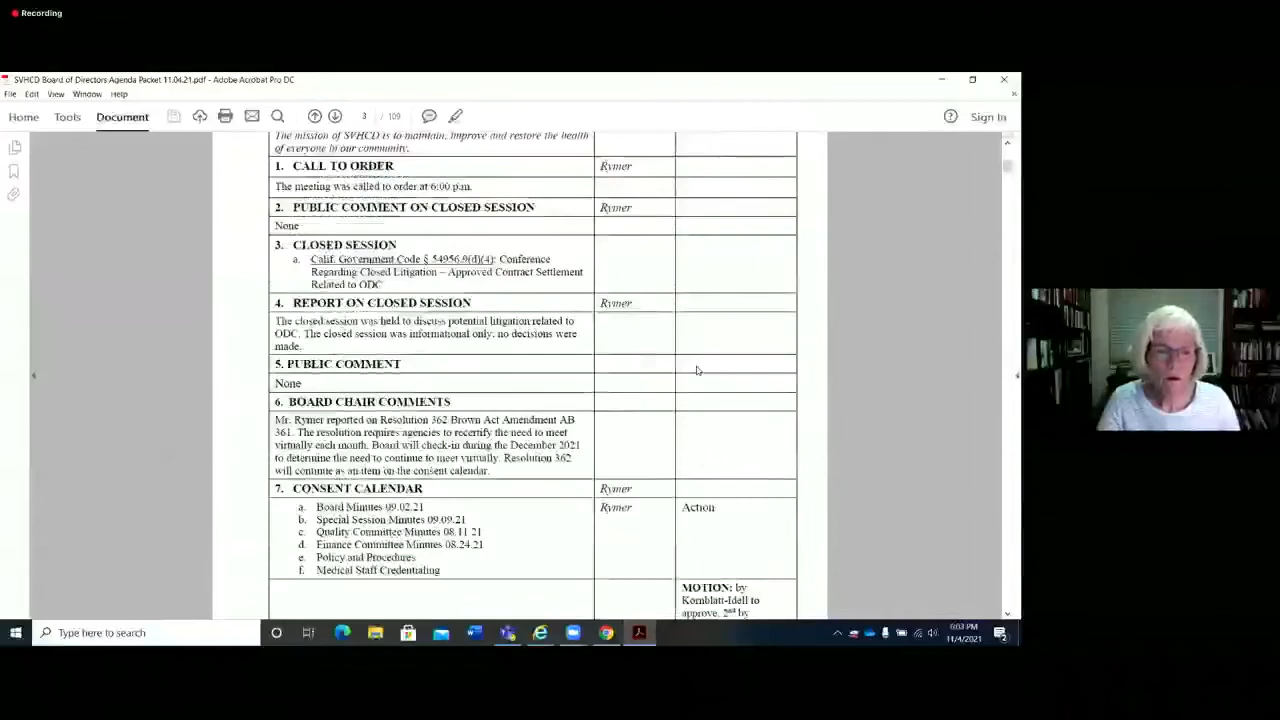 Recording
SVHCD Board of Directors Agenda Packet 11.04.21.pdf - Adobe Acrobat Pro DC
File Edit View Window Help
Home Tools Document 3 / 109 Sign In
The mission of SVHCD is to maintain, improve and restore the health
of everyone in our community.
1. CALL TO ORDER Rymer
The meeting was called to order at 6:00 p.m.
2. PUBLIC COMMENT ON CLOSED SESSION Rymer
None
3. CLOSED SESSION
a. Calif. Government Code § 54956.9(d)(4): Conference
Regarding Closed Litigation – Approved Contract Settlement
Related to ODC
4. REPORT ON CLOSED SESSION Rymer
The closed session was held to discuss potential litigation related to
ODC. The closed session was informational only; no decisions were
made.
5. PUBLIC COMMENT
None
6. BOARD CHAIR COMMENTS
Mr. Rymer reported on Resolution 362 Brown Act Amendment AB
361. The resolution requires agencies to recertify the need to meet
virtually each month. Board will check-in during the December 2021
to determine the need to continue to meet virtually. Resolution 362
will continue as an item on the consent calendar.
7. CONSENT CALENDAR Rymer
a. Board Minutes 09.02.21 Rymer Action
b. Special Session Minutes 09.09.21
c. Quality Committee Minutes 08.11.21
d. Finance Committee Minutes 08.24.21
e. Policy and Procedures
f. Medical Staff Credentialing
MOTION: by
Kornblatt-Idell to
approve, 2nd by
Type here to search
6:03 PM
11/4/2021